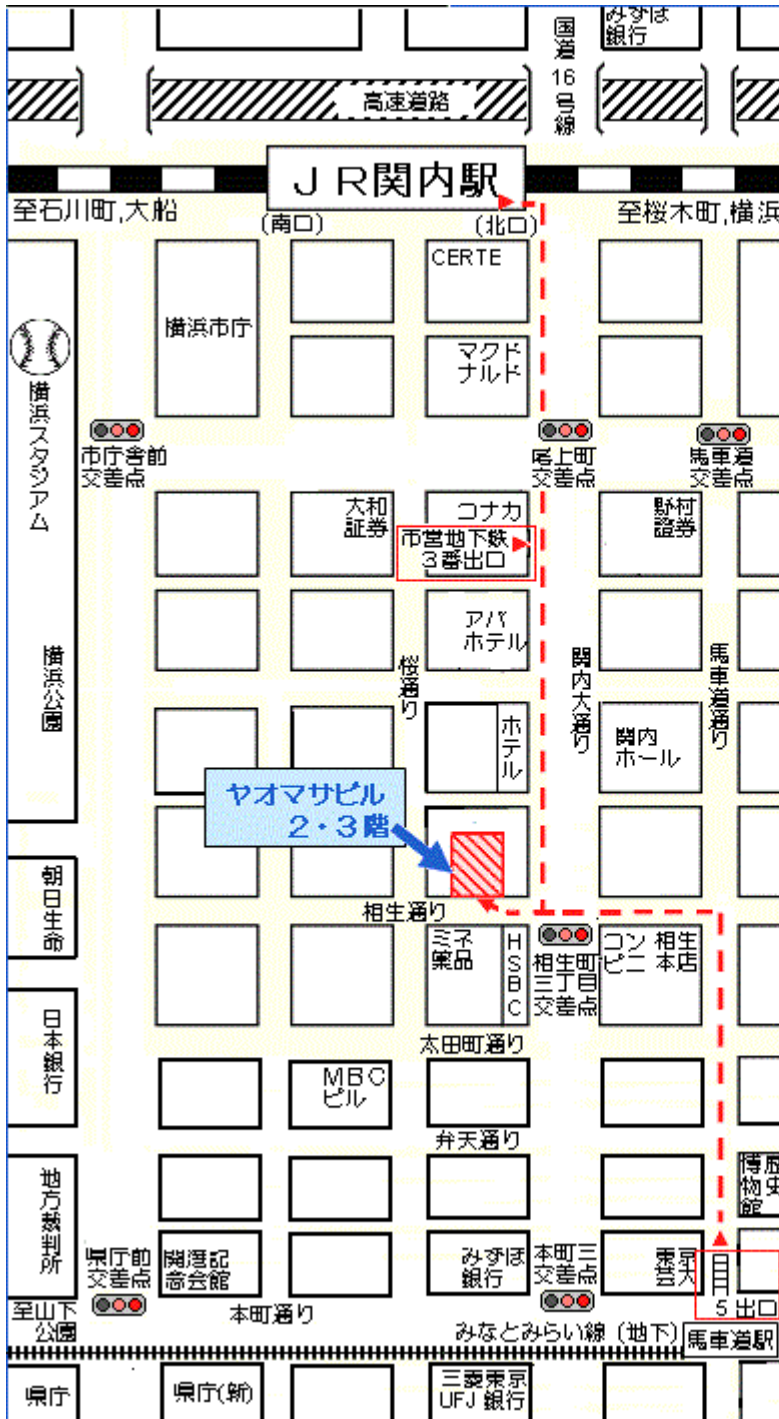 みずほ
銀行
国道16号線
高速道路
JR関内駅
至石川町,大船
(南口)
(北口)
至桜木町,横浜
CERTE
横浜市庁
マクド
ナルド
横浜スタジアム
市庁舎前
交差点
尾上町
交差点
馬車道
交差点
大和
証券
コナカ
野村
證券
市営地下鉄
3番出口
アパ
ホテル
横浜公園
桜通り
関内大通り
馬車道通り
ホテル
関内
ホール
ヤオマサビル
2・3階
朝日生命
相生通り
ミネ
薬品
HSBC
相生町
三丁目
交差点
コン
ビニ
相生
本店
日本銀行
太田町通り
MBC
ビル
弁天通り
地方裁判所
歴史
博物館
県庁前
交差点
開港記
念会館
みずほ
銀行
本町三
交差点
東京
芸大
5出口
至山下
公園
本町通り
みなとみらい線(地下)
馬車道駅
県庁
県庁(新)
三菱東京
UFJ銀行